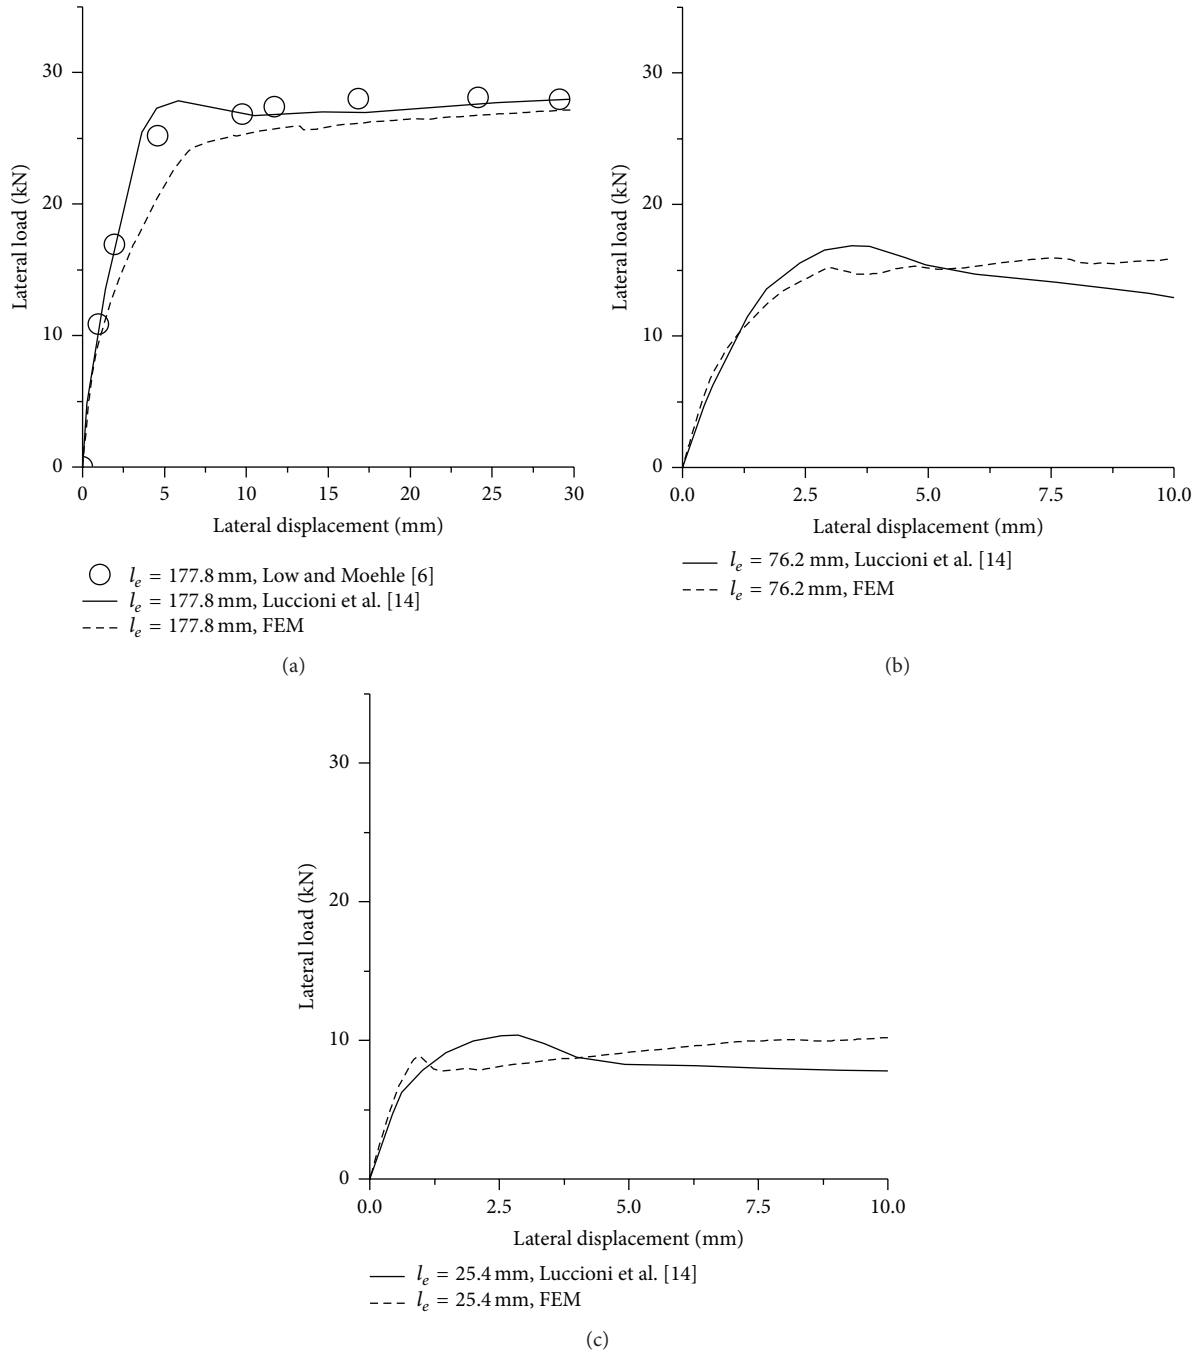 30
20
10
0
Lateral load (kN)
0 5 10 15 20 25 30
Lateral displacement (mm)
l_e = 177.8 mm, Low and Moehle [6]
l_e = 177.8 mm, Luccioni et al. [14]
l_e = 177.8 mm, FEM
(a)
30
20
10
0
Lateral load (kN)
0.0 2.5 5.0 7.5 10.0
Lateral displacement (mm)
l_e = 76.2 mm, Luccioni et al. [14]
l_e = 76.2 mm, FEM
(b)
30
20
10
0
Lateral load (kN)
0.0 2.5 5.0 7.5 10.0
Lateral displacement (mm)
l_e = 25.4 mm, Luccioni et al. [14]
l_e = 25.4 mm, FEM
(c)